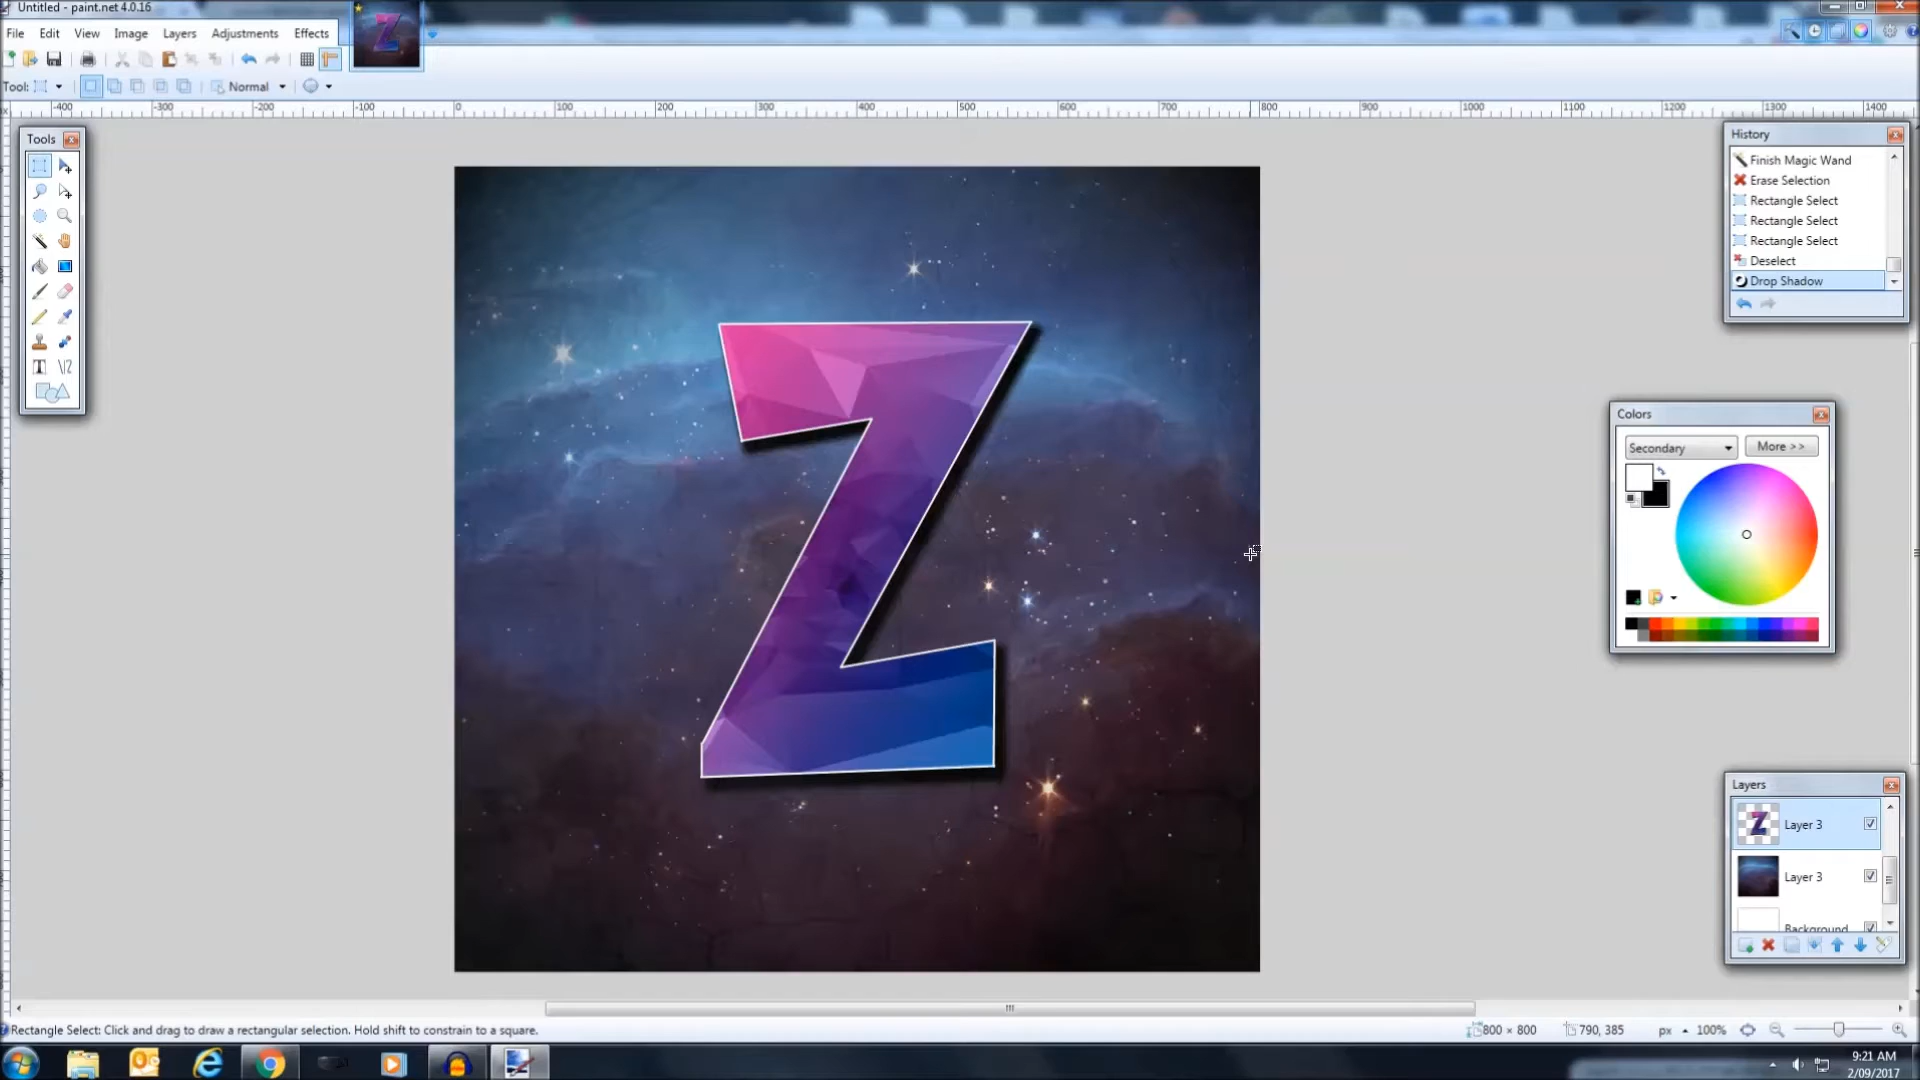 Untitled - paint.net 4.0.16
File Edit View Image Layers Adjustments Effects
Tool: Normal
-400 -300 -200 -100 0 100 200 300 400 500 600 700 800 900 1000 1100 1200 1300 1400
Tools
History
Finish Magic Wand
Erase Selection
Rectangle Select
Rectangle Select
Rectangle Select
Deselect
Drop Shadow
Z
Colors
Secondary More >>
Layers
Layer 3
Layer 3
Background
Rectangle Select: Click and drag to draw a rectangular selection. Hold shift to constrain to a square.
800 × 800 790, 385 px 100%
9:21 AM
2/09/2017